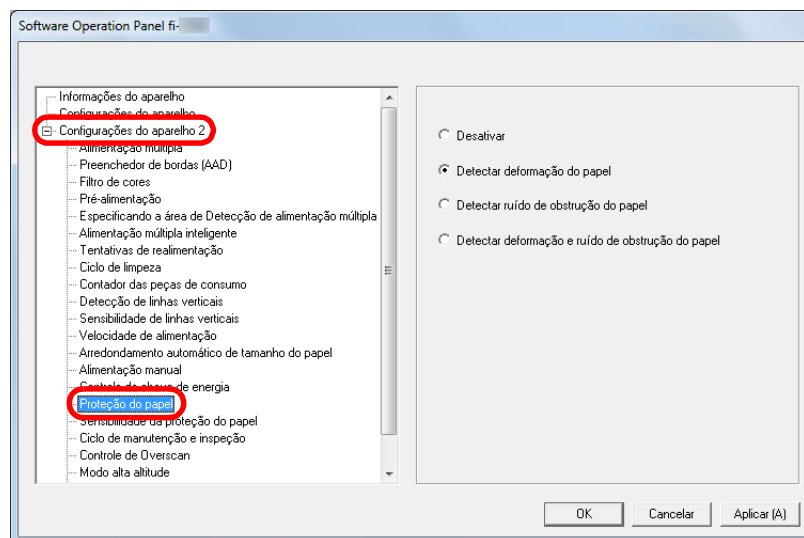 Software Operation Panel fi-
Informações do aparelho
Configurações do aparelho
Configurações do aparelho 2
Alimentação múltipla
Preenchedor de bordas (AAD)
Filtro de cores
Pré-alimentação
Especificando a área de Detecção de alimentação múltipla
Alimentação múltipla inteligente
Tentativas de realimentação
Ciclo de limpeza
Contador das peças de consumo
Detecção de linhas verticais
Sensibilidade de linhas verticais
Velocidade de alimentação
Arredondamento automático de tamanho do papel
Alimentação manual
Controle da chave de energia
Proteção do papel
Sensibilidade da proteção do papel
Ciclo de manutenção e inspeção
Controle de Overscan
Modo alta altitude
Desativar
Detectar deformação do papel
Detectar ruído de obstrução do papel
Detectar deformação e ruído de obstrução do papel
OK
Cancelar
Aplicar (A)